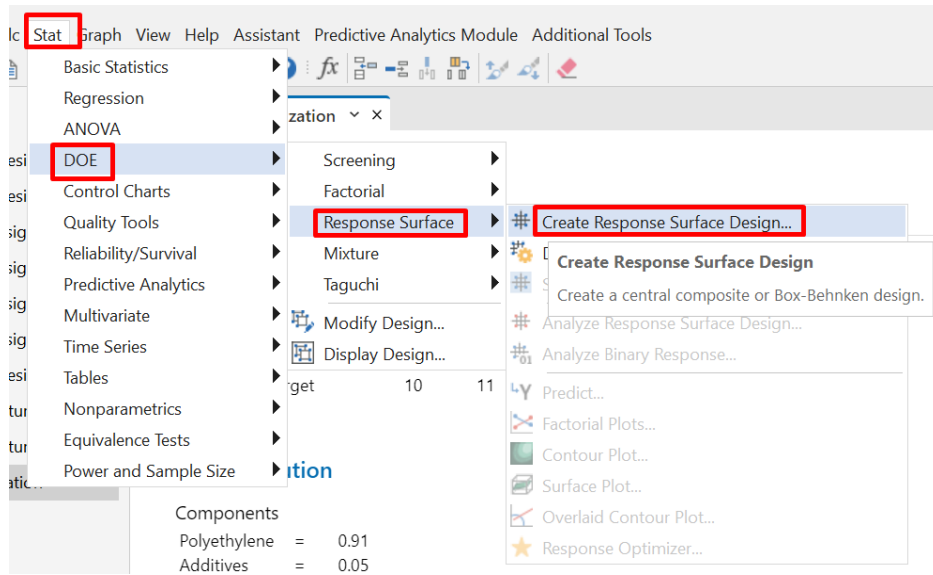 Stat Graph View Help Assistant Predictive Analytics Module Additional Tools
fx
zation
Basic Statistics
Regression
ANOVA
DOE
Control Charts
Quality Tools
Reliability/Survival
Predictive Analytics
Multivariate
Time Series
Tables
Nonparametrics
Equivalence Tests
Power and Sample Size
Screening
Factorial
Response Surface
Mixture
Taguchi
Modify Design...
Display Design...
Create Response Surface Design...
Create Response Surface Design
Create a central composite or Box-Behnken design.
Analyze Response Surface Design...
Analyze Binary Response...
Predict...
Factorial Plots...
Contour Plot...
Surface Plot...
Overlaid Contour Plot...
Response Optimizer...
rget 10 11
ution
Components
Polyethylene = 0.91
Additives = 0.05